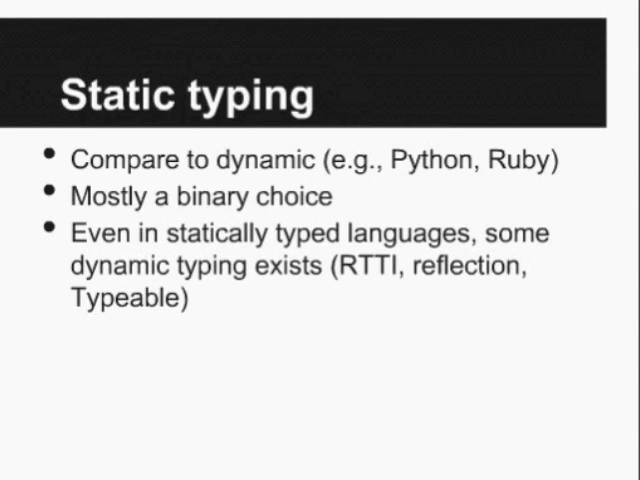 Static typing
• Compare to dynamic (e.g., Python, Ruby)
• Mostly a binary choice
• Even in statically typed languages, some
dynamic typing exists (RTTI, reflection,
Typeable)